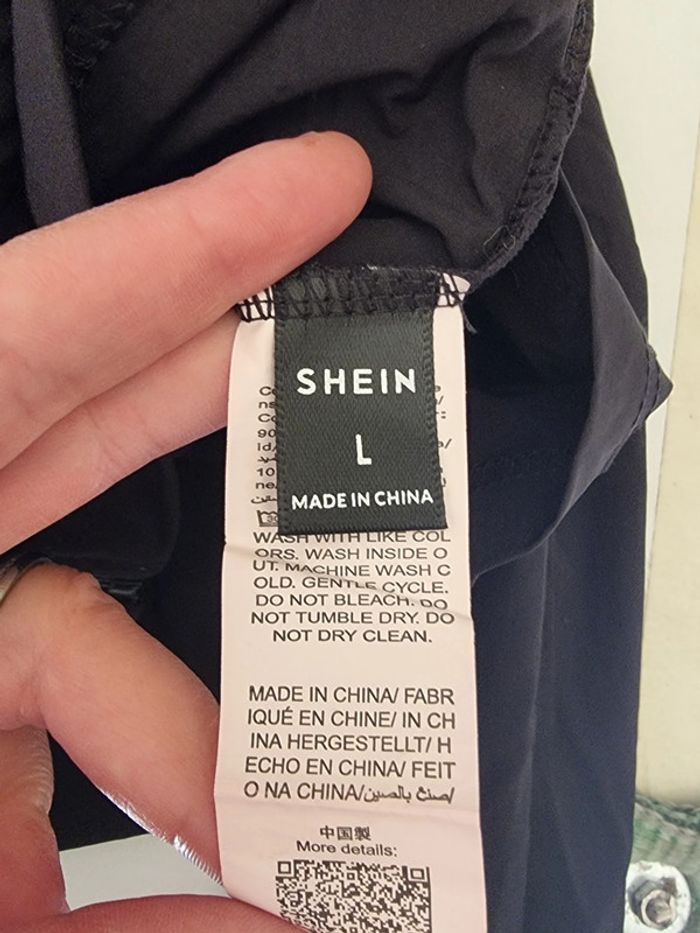 SHEIN
L
MADE IN CHINA
90
10
WASH WITH LIKE COL
ORS. WASH INSIDE O
UT. MACHINE WASH C
OLD. GENTLE CYCLE.
DO NOT BLEACH. DO
NOT TUMBLE DRY. DO
NOT DRY CLEAN.
MADE IN CHINA/ FABR
IQUÉ EN CHINE/ IN CH
INA HERGESTELLT/ H
ECHO EN CHINA/ FEIT
O NA CHINA/صنع بالصين/
中国製
More details: